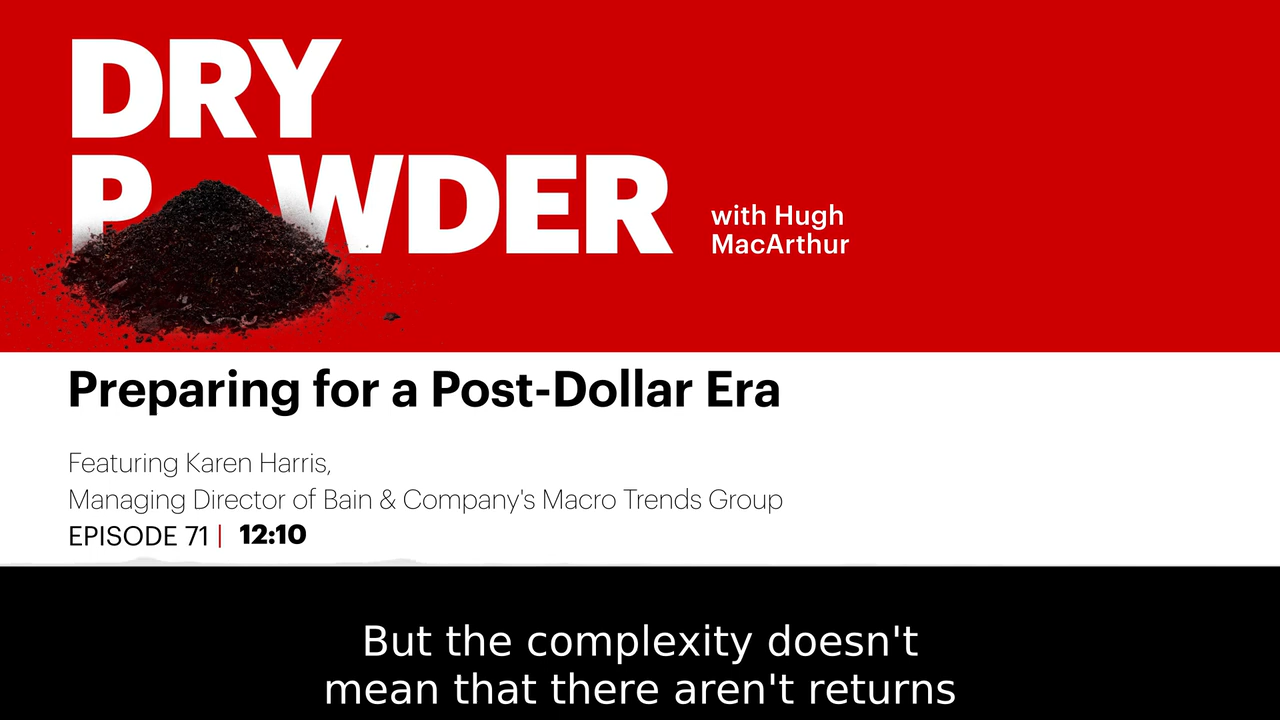 DRY
P WDER
with Hugh
MacArthur
Preparing for a Post-Dollar Era
Featuring Karen Harris,
Managing Director of Bain & Company's Macro Trends Group
EPISODE 71 | 12:10
But the complexity doesn't
mean that there aren't returns